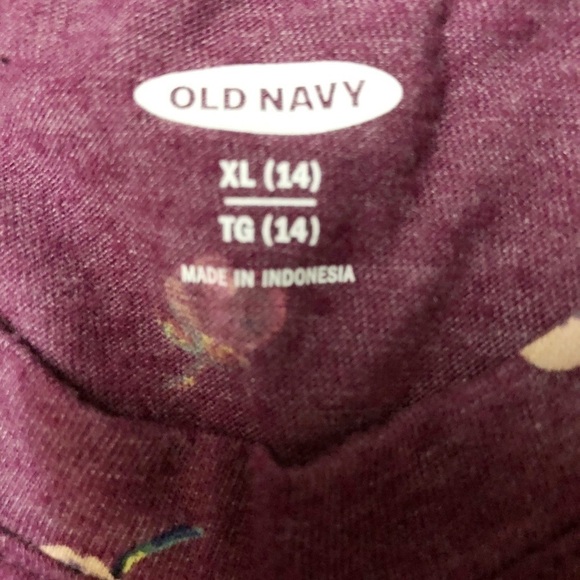 OLD NAVY
XL (14)
TG (14)
MADE IN INDONESIA